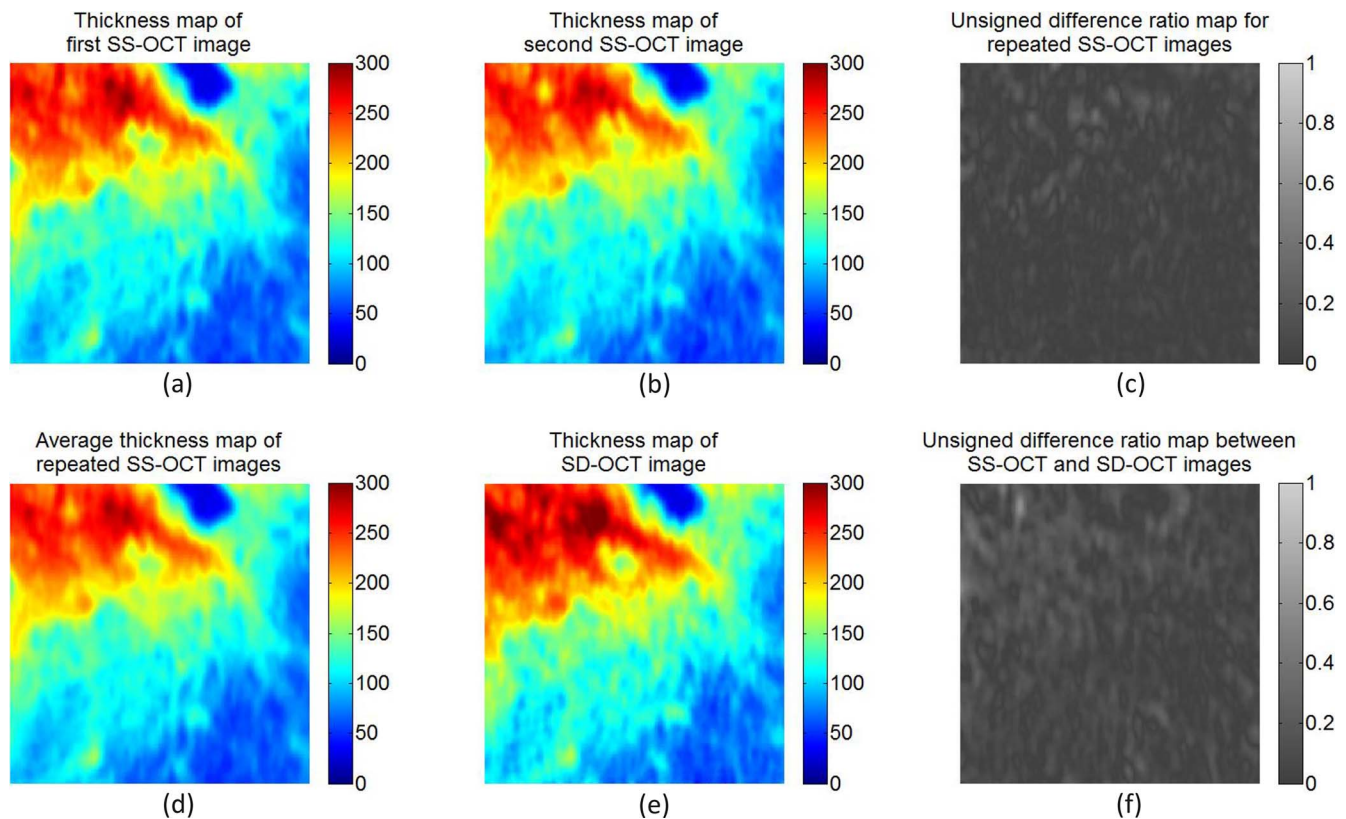 Thickness map of
first SS-OCT image
300
250
200
150
100
50
0
(a)
Thickness map of
second SS-OCT image
300
250
200
150
100
50
0
(b)
Unsigned difference ratio map for
repeated SS-OCT images
1
0.8
0.6
0.4
0.2
0
(c)
Average thickness map of
repeated SS-OCT images
300
250
200
150
100
50
0
(d)
Thickness map of
SD-OCT image
300
250
200
150
100
50
0
(e)
Unsigned difference ratio map between
SS-OCT and SD-OCT images
1
0.8
0.6
0.4
0.2
0
(f)